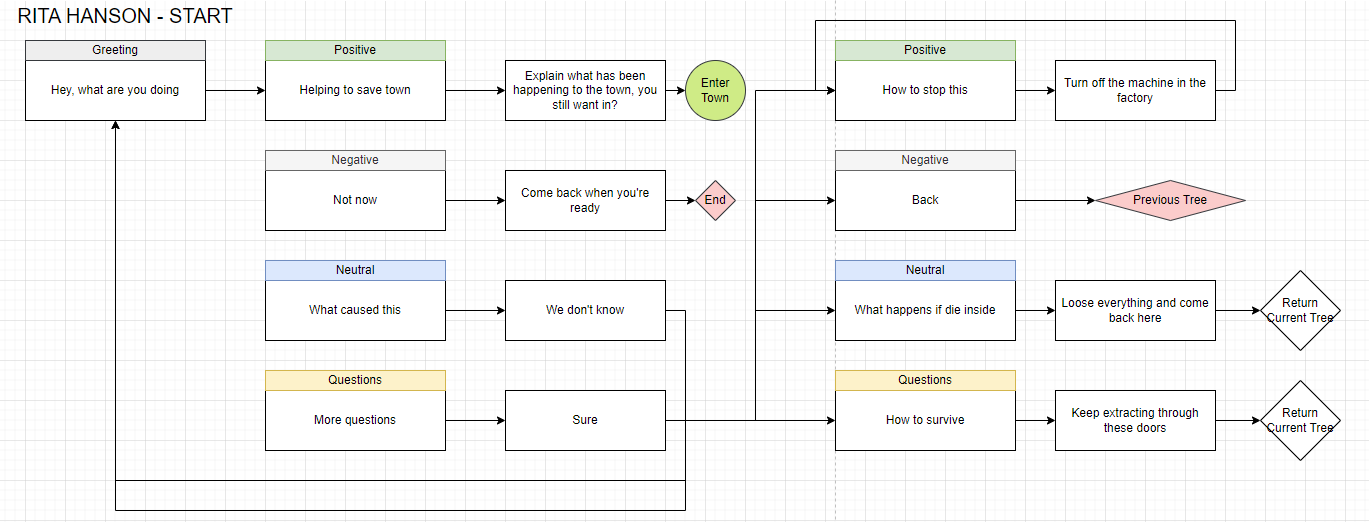 RITA HANSON - START
Greeting
Hey, what are you doing
Positive
Helping to save town
Explain what has been
happening to the town, you
still want in?
Enter
Town
Positive
How to stop this
Turn off the machine in the
factory
Negative
Not now
Come back when you're
ready
End
Negative
Back
Previous Tree
Neutral
What caused this
We don't know
Neutral
What happens if die inside
Loose everything and come
back here
Return
Current Tree
Questions
More questions
Sure
Questions
How to survive
Keep extracting through
these doors
Return
Current Tree